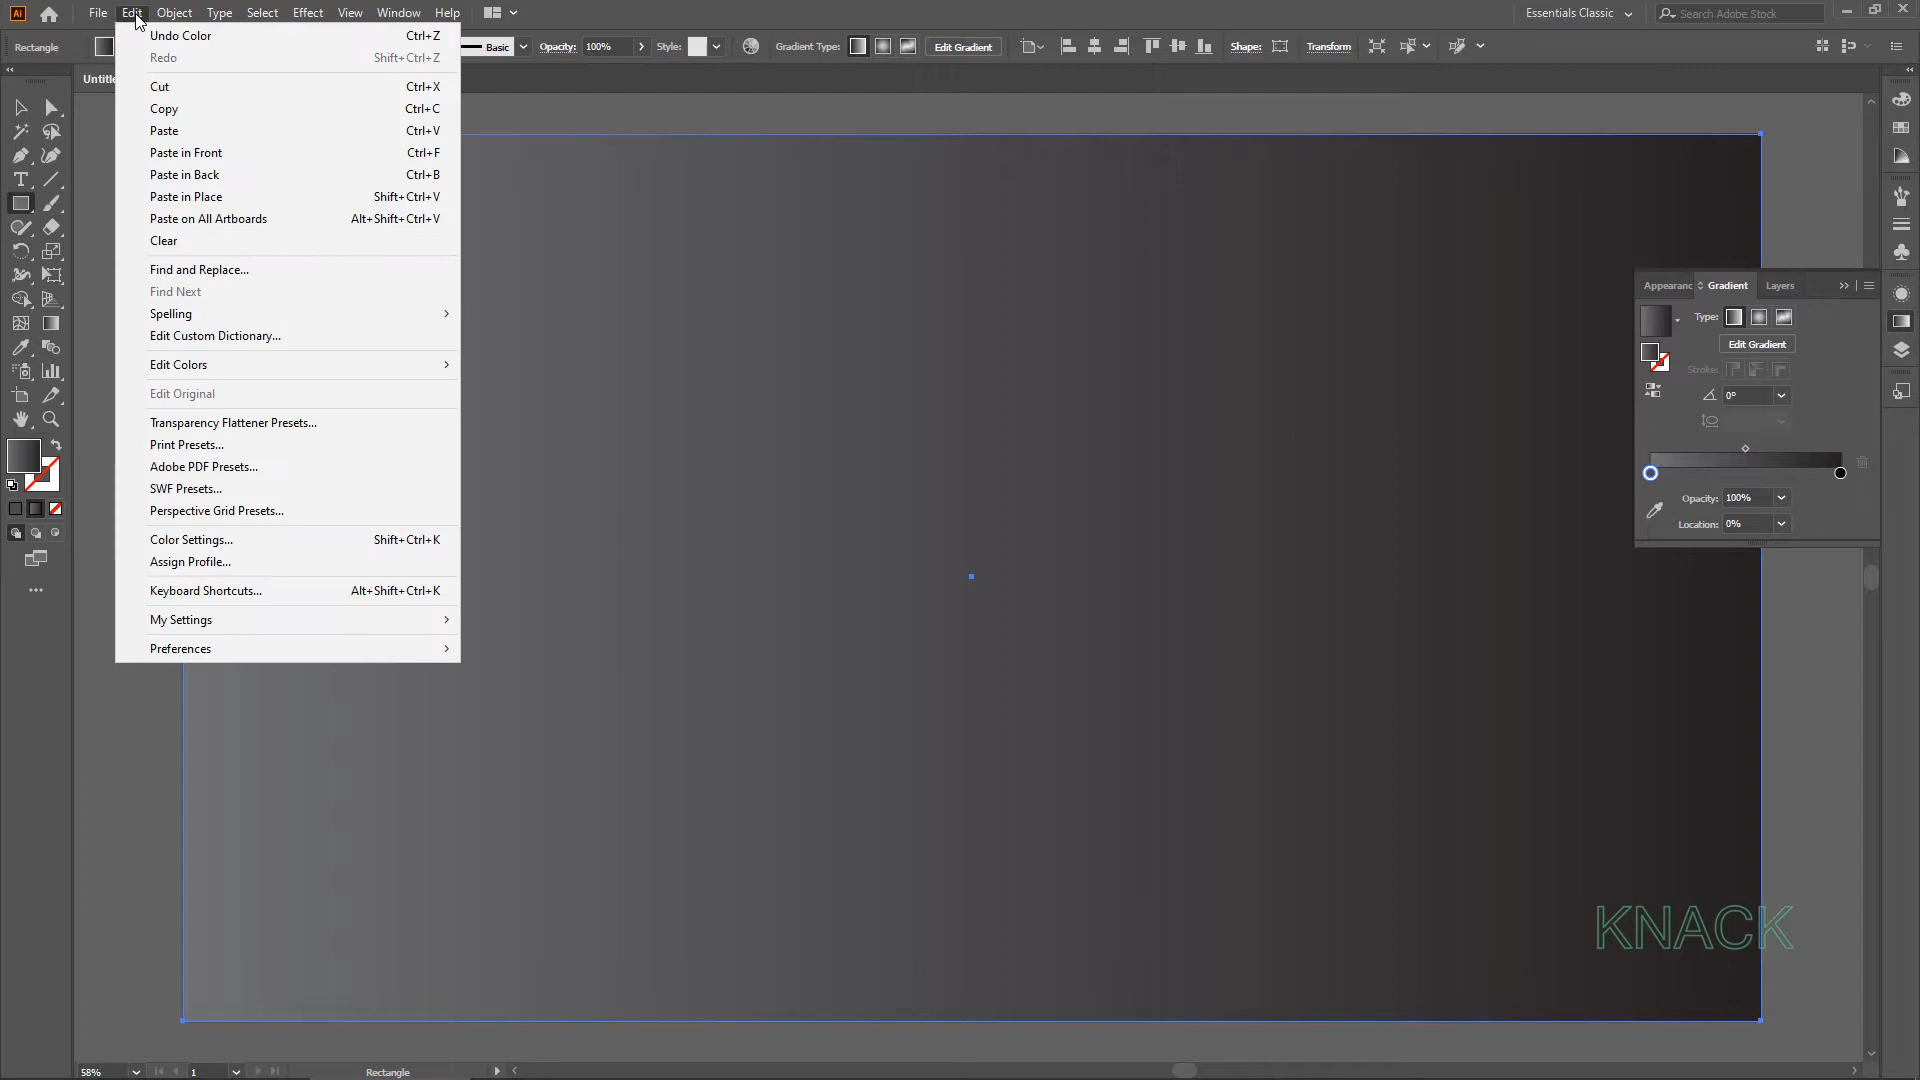 Ai File Edit Object Type Select Effect View Window Help Essentials Classic Search Adobe Stock
Rectangle Basic Opacity: 100% Style: Gradient Type: Edit Gradient Shape: Transform
Untitle
Undo Color Ctrl+Z
Redo Shift+Ctrl+Z
Cut Ctrl+X
Copy Ctrl+C
Paste Ctrl+V
Paste in Front Ctrl+F
Paste in Back Ctrl+B
Paste in Place Shift+Ctrl+V
Paste on All Artboards Alt+Shift+Ctrl+V
Clear
Find and Replace...
Find Next
Spelling
Edit Custom Dictionary...
Edit Colors
Edit Original
Transparency Flattener Presets...
Print Presets...
Adobe PDF Presets...
SWF Presets...
Perspective Grid Presets...
Color Settings... Shift+Ctrl+K
Assign Profile...
Keyboard Shortcuts... Alt+Shift+Ctrl+K
My Settings
Preferences
Appearanc Gradient Layers
Type:
Edit Gradient
Stroke:
0°
Opacity: 100%
Location: 0%
KNACK
58% 1 Rectangle